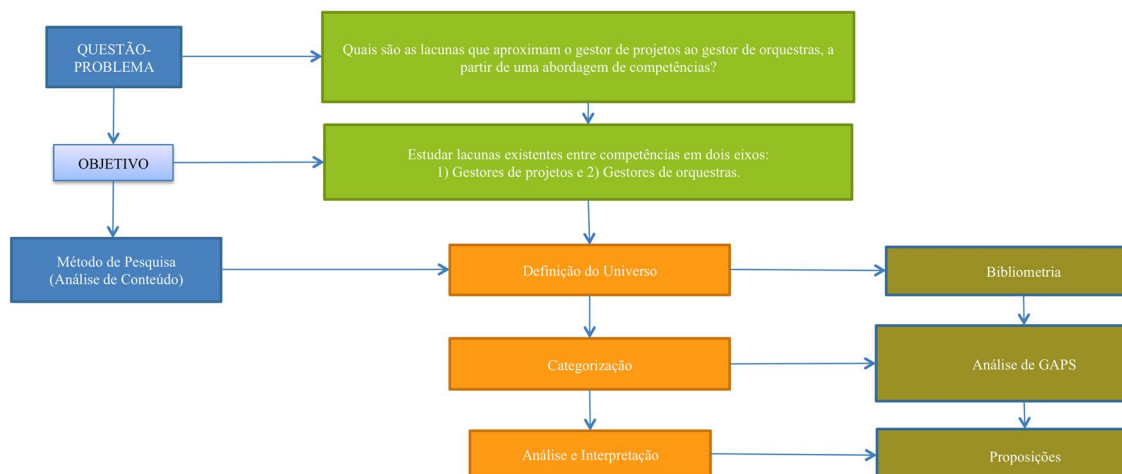 QUESTÃO-
PROBLEMA
Quais são as lacunas que aproximam o gestor de projetos ao gestor de orquestras, a
partir de uma abordagem de competências?
OBJETIVO
Estudar lacunas existentes entre competências em dois eixos:
1) Gestores de projetos e 2) Gestores de orquestras.
Método de Pesquisa
(Análise de Conteúdo)
Definição do Universo
Bibliometria
Categorização
Análise de GAPS
Análise e Interpretação
Proposições